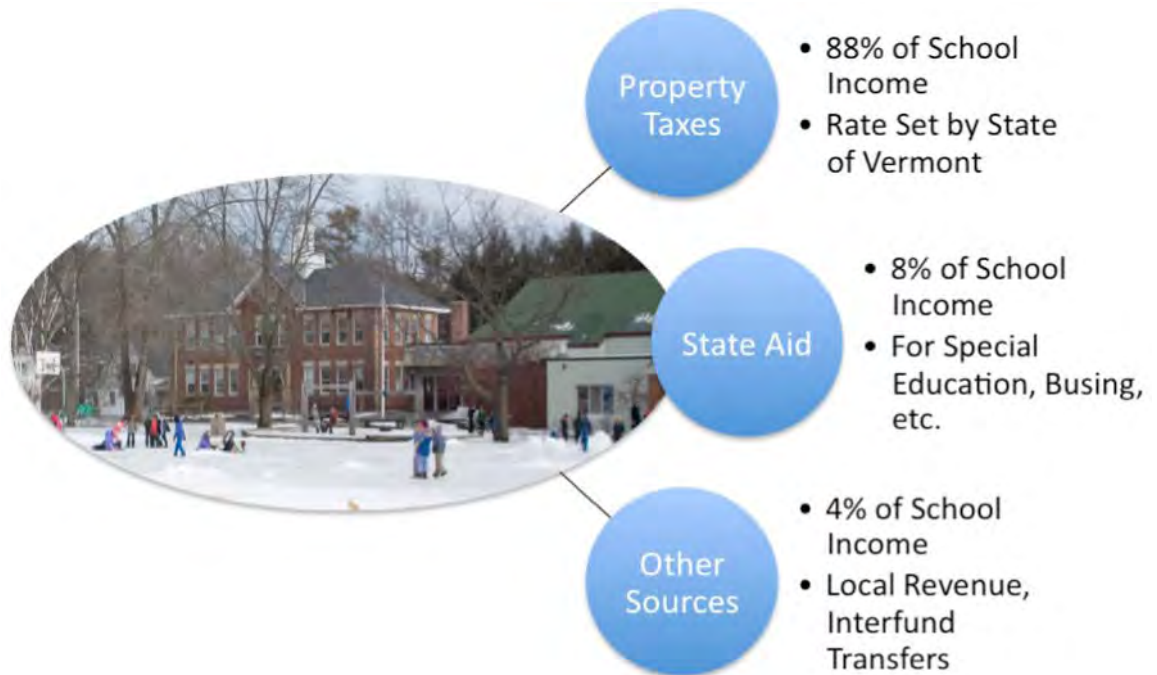 Property
Taxes
• 88% of School
Income
• Rate Set by State
of Vermont
State Aid
• 8% of School
Income
• For Special
Education, Busing,
etc.
Other
Sources
• 4% of School
Income
• Local Revenue,
Interfund
Transfers